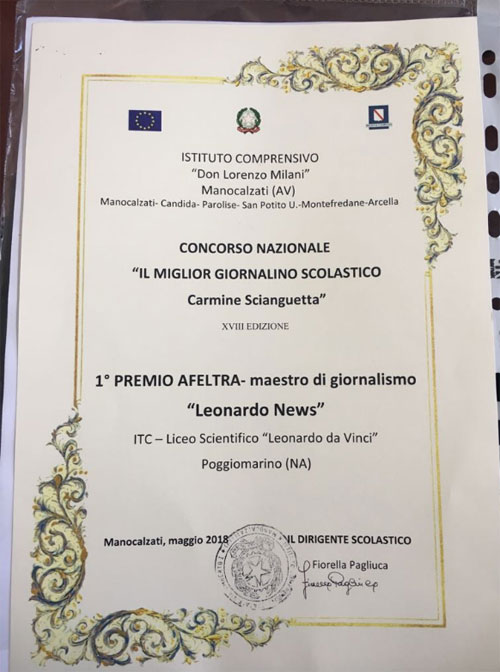 ISTITUTO COMPRENSIVO
“Don Lorenzo Milani”
Manocalzati (AV)
Manocalzati- Candida- Parolise- San Potito U.-Montefredane-Arcella
CONCORSO NAZIONALE
“IL MIGLIOR GIORNALINO SCOLASTICO
Carmine Scianguetta”
XVIII EDIZIONE
1° PREMIO AFELTRA- maestro di giornalismo
“Leonardo News”
ITC – Liceo Scientifico “Leonardo da Vinci”
Poggiomarino (NA)
Manocalzati, maggio 2018 IL DIRIGENTE SCOLASTICO
Fiorella Pagliuca